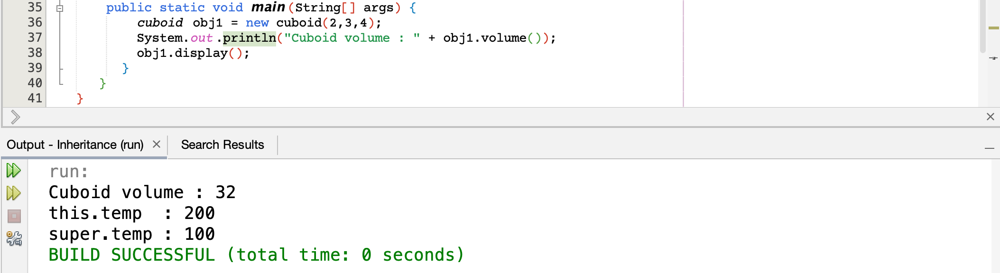 35 public static void main(String[] args) {
36 cuboid obj1 = new cuboid(2,3,4);
37 System.out.println("Cuboid volume : " + obj1.volume());
38 obj1.display();
39 }
40 }
41 }
Output - Inheritance (run) Search Results
run:
Cuboid volume : 32
this.temp  : 200
super.temp : 100
BUILD SUCCESSFUL (total time: 0 seconds)